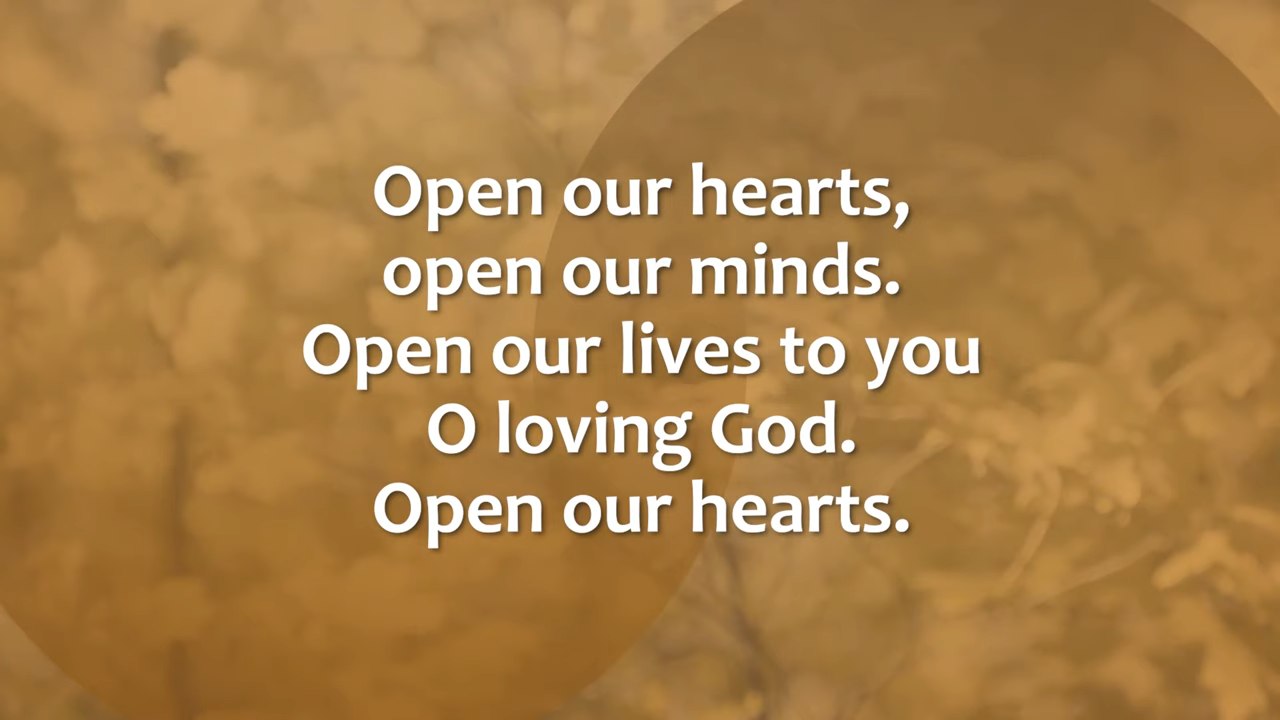 Open our hearts,
open our minds.
Open our lives to you
O loving God.
Open our hearts.